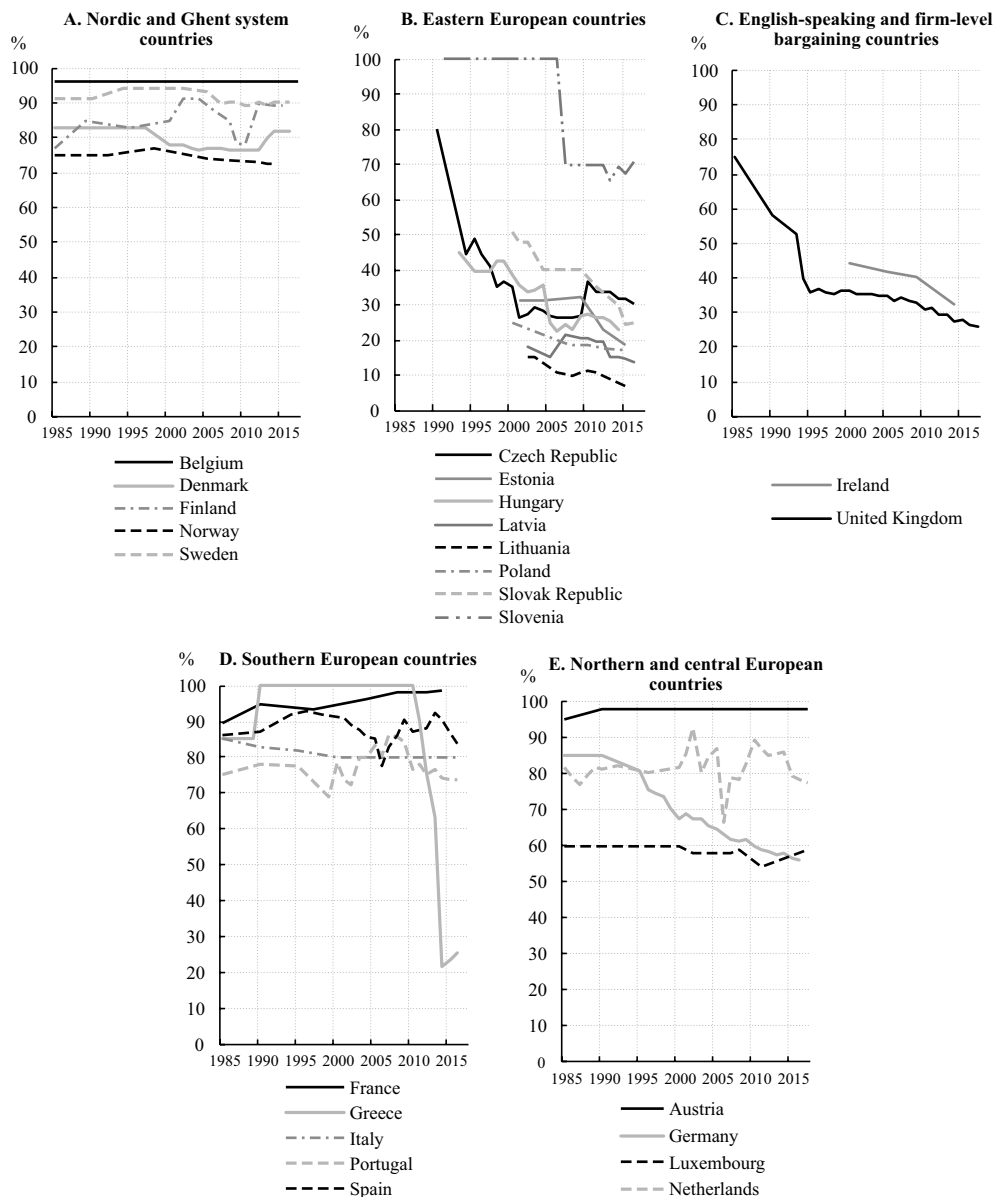 A. Nordic and Ghent system
countries
%
100
90
80
70
60
50
40
30
20
10
0
1985 1990 1995 2000 2005 2010 2015
Belgium
Denmark
Finland
Norway
Sweden
B. Eastern European countries
%
100
90
80
70
60
50
40
30
20
10
0
1985 1990 1995 2000 2005 2010 2015
Czech Republic
Estonia
Hungary
Latvia
Lithuania
Poland
Slovak Republic
Slovenia
C. English-speaking and firm-level
bargaining countries
%
100
90
80
70
60
50
40
30
20
10
0
1985 1990 1995 2000 2005 2010 2015
Ireland
United Kingdom
D. Southern European countries
%
100
90
80
70
60
50
40
30
20
10
0
1985 1990 1995 2000 2005 2010 2015
France
Greece
Italy
Portugal
Spain
E. Northern and central European
countries
%
100
90
80
70
60
50
40
30
20
10
0
1985 1990 1995 2000 2005 2010 2015
Austria
Germany
Luxembourg
Netherlands